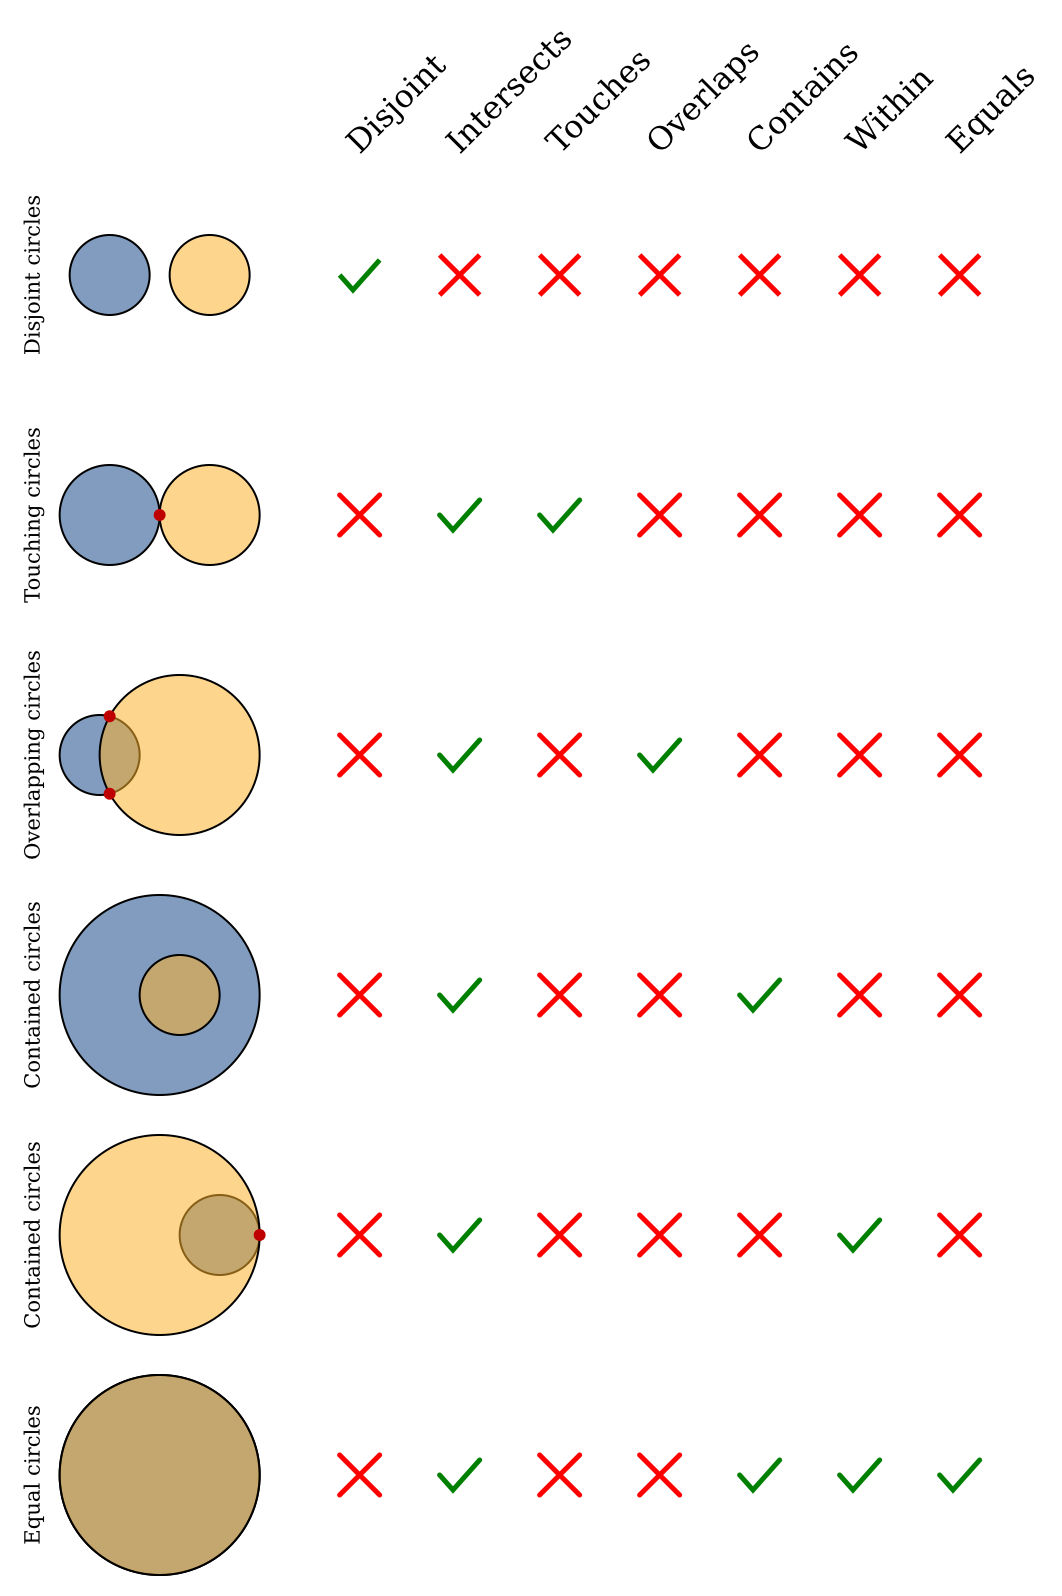 Disjoint
Intersects
Touches
Overlaps
Contains
Within
Equals
Disjoint circles
Touching circles
Overlapping circles
Contained circles
Contained circles
Equal circles